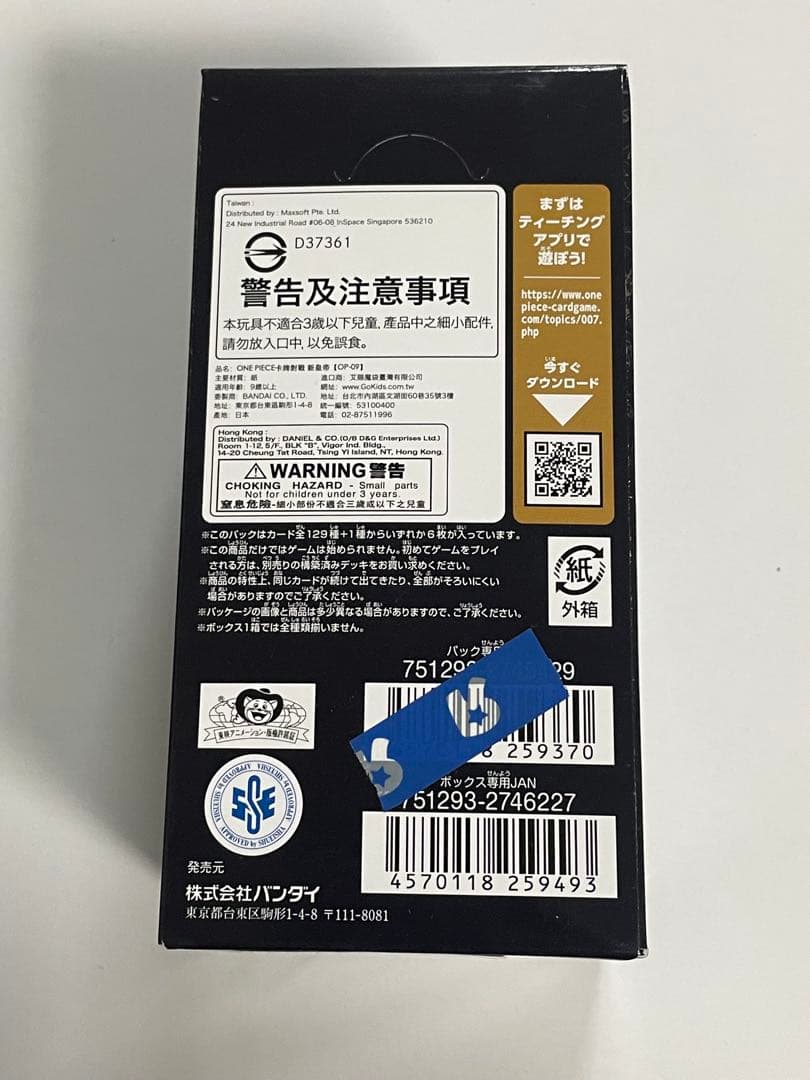 Taiwan :
Distributed by : Maxsoft Pte. Ltd.
24 New Industrial Road #06-08 InSpace Singapore 536210
D37361
警告及注意事項
本玩具不適合3歲以下兒童, 產品中之細小配件,
請勿放入口中, 以免誤食。
品名: ONE PIECE卡牌對戰 新皇帝【OP-09】
主要材質: 紙
進口商: 艾腦魔袋臺灣有限公司
適用年齡: 9歲以上
網址: www.GoKids.com.tw
委製商: BANDAI CO., LTD.
地址: 台北市內湖區文湖街60巷35號3樓
地址: 東京都台東區駒形1-4-8
統一編號: 53100400
產地: 日本
電話: 02-87511996
Hong Kong :
Distributed by : DANIEL & CO.(O/B D&G Enterprises Ltd.)
Room 1-12, 5/F., BLK "B", Vigor Ind. Bldg.,
14-20 Cheung Tat Road, Tsing Yi Island, NT, Hong Kong.
WARNING 警告
CHOKING HAZARD - Small parts
Not for children under 3 years.
窒息危險-細小部份不適合三歲或以下之兒童
まずは
ティーチング
アプリで
遊ぼう!
https://www.one
piece-cardgame.
com/topics/007.
php
今すぐ
ダウンロード
※このパックはカード全129種+1種からいずれか6枚が入っています。
※この商品だけではゲームは始められません。初めてゲームをプレイ
される方は、別売りの構築済みデッキをお買い求めください。
※商品の特性上、同じカードが続けて出てきたり、全部がそろいにくい
場合がありますのでご了承ください。
※パッケージの画像と商品は多少異なる場合がありますので、ご了承ください。
※ボックス1箱では全種類揃いません。
紙
外箱
パック専用
751293
29
8 259370
ボックス専用JAN
751293-2746227
4570118 259493
東映アニメーション・版権許諾証
APPROVED by SHUEISHA
発売元
株式会社バンダイ
東京都台東区駒形1-4-8 〒111-8081